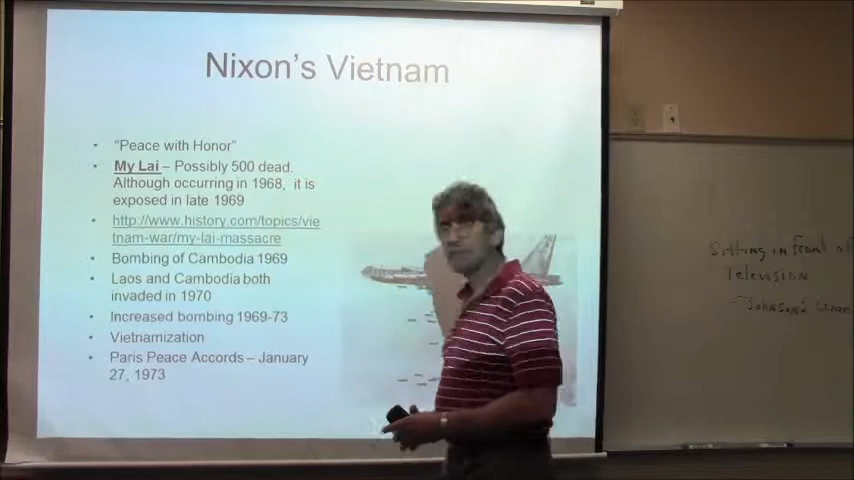 Nixon's Vietnam
• "Peace with Honor"
• My Lai – Possibly 500 dead.
Although occurring in 1968, it is
exposed in late 1969
• http://www.history.com/topics/vie
tnam-war/my-lai-massacre
• Bombing of Cambodia 1969
• Laos and Cambodia both
invaded in 1970
• Increased bombing 1969-73
• Vietnamization
• Paris Peace Accords – January
27, 1973
Sitting in front of
Television
Johnson's